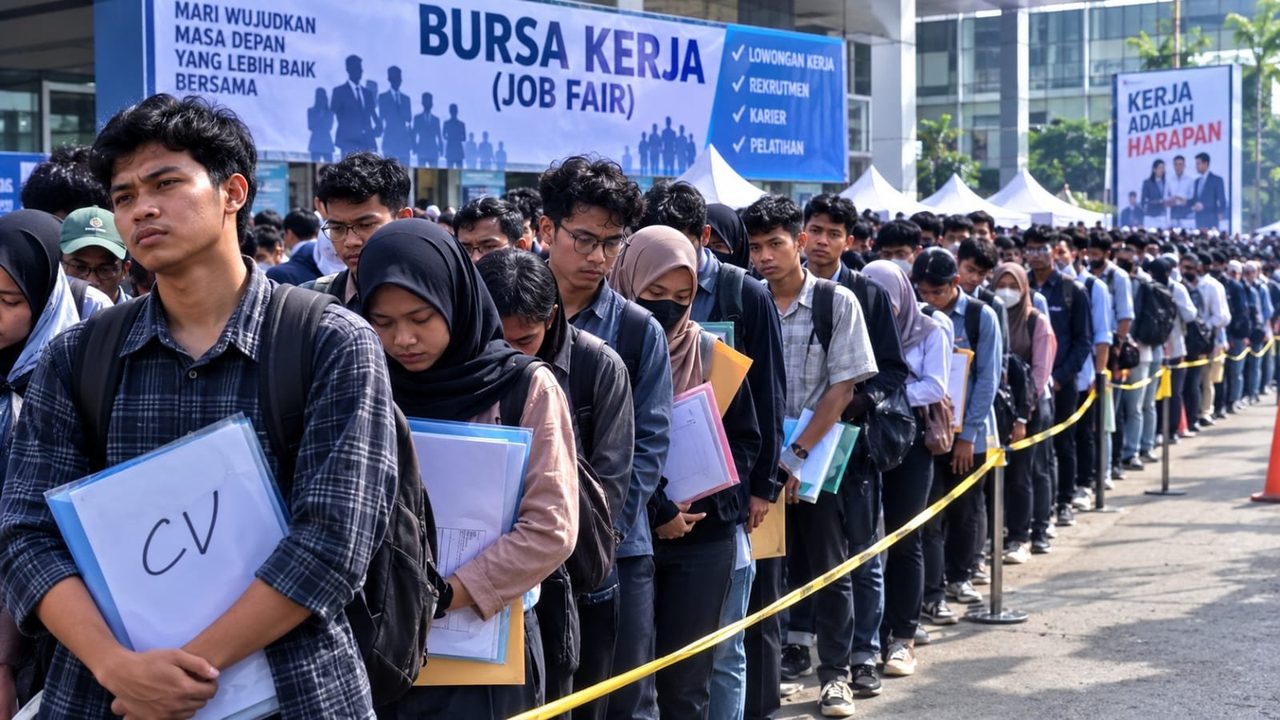 MARI WUJUDKAN
MASA DEPAN
YANG LEBIH BAIK
BERSAMA
BURSA KERJA
(JOB FAIR)
✓ LOWONGAN KERJA
✓ REKRUTMEN
✓ KARIER
✓ PELATIHAN
KERJA
ADALAH
HARAPAN
CV